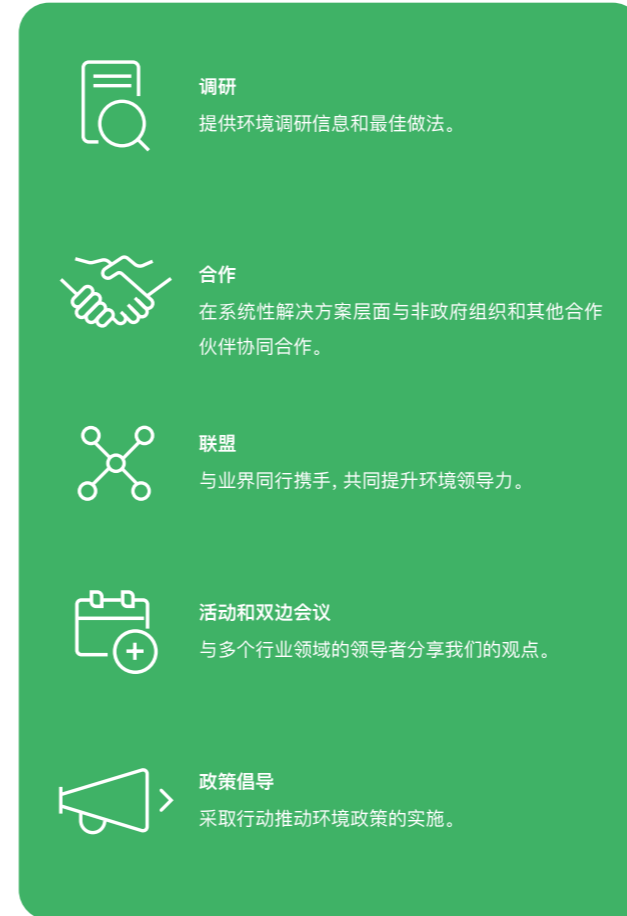 调研
提供环境调研信息和最佳做法。
合作
在系统性解决方案层面与非政府组织和其他合作
伙伴协同合作。
联盟
与业界同行携手, 共同提升环境领导力。
活动和双边会议
与多个行业领域的领导者分享我们的观点。
政策倡导
采取行动推动环境政策的实施。